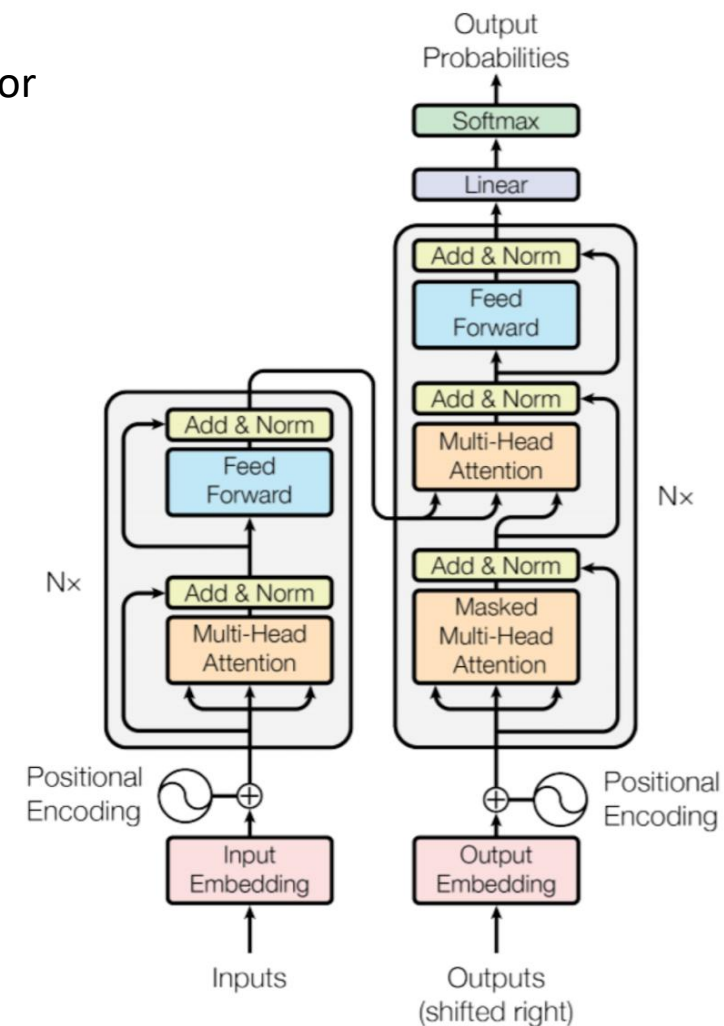 or
Output
Probabilities
Softmax
Linear
Add & Norm
Feed
Forward
Add & Norm
Multi-Head
Attention
Nx
Add & Norm
Masked
Multi-Head
Attention
Add & Norm
Feed
Forward
Nx
Add & Norm
Multi-Head
Attention
Positional
Encoding
Positional
Encoding
Input
Embedding
Output
Embedding
Inputs
Outputs
(shifted right)